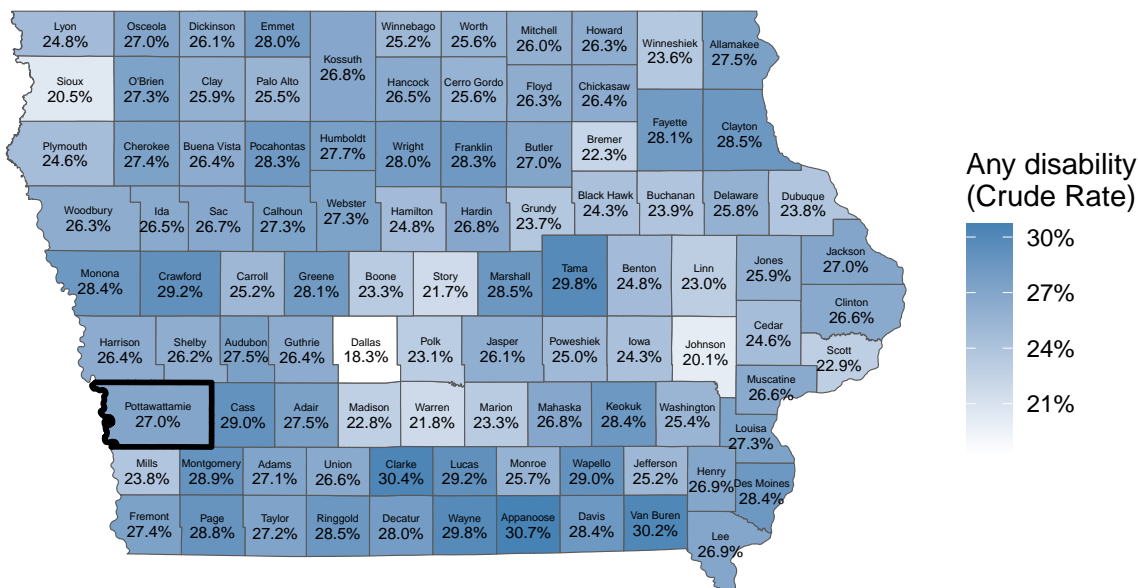 Lyon
24.8%
Osceola
27.0%
Dickinson
26.1%
Emmet
28.0%
Kossuth
26.8%
Winnebago
25.2%
Worth
25.6%
Mitchell
26.0%
Howard
26.3%
Winneshiek
23.6%
Allamakee
27.5%
Sioux
20.5%
O'Brien
27.3%
Clay
25.9%
Palo Alto
25.5%
Hancock
26.5%
Cerro Gordo
25.6%
Floyd
26.3%
Chickasaw
26.4%
Plymouth
24.6%
Cherokee
27.4%
Buena Vista
26.4%
Pocahontas
28.3%
Humboldt
27.7%
Wright
28.0%
Franklin
28.3%
Butler
27.0%
Bremer
22.3%
Fayette
28.1%
Clayton
28.5%
Woodbury
26.3%
Ida
26.5%
Sac
26.7%
Calhoun
27.3%
Webster
27.3%
Hamilton
24.8%
Hardin
26.8%
Grundy
23.7%
Black Hawk
24.3%
Buchanan
23.9%
Delaware
25.8%
Dubuque
23.8%
Monona
28.4%
Crawford
29.2%
Carroll
25.2%
Greene
28.1%
Boone
23.3%
Story
21.7%
Marshall
28.5%
Tama
29.8%
Benton
24.8%
Linn
23.0%
Jones
25.9%
Jackson
27.0%
Clinton
26.6%
Harrison
26.4%
Shelby
26.2%
Audubon
27.5%
Guthrie
26.4%
Dallas
18.3%
Polk
23.1%
Jasper
26.1%
Poweshiek
25.0%
Iowa
24.3%
Johnson
20.1%
Cedar
24.6%
Scott
22.9%
Muscatine
26.6%
Pottawattamie
27.0%
Cass
29.0%
Adair
27.5%
Madison
22.8%
Warren
21.8%
Marion
23.3%
Mahaska
26.8%
Keokuk
28.4%
Washington
25.4%
Louisa
27.3%
Mills
23.8%
Montgomery
28.9%
Adams
27.1%
Union
26.6%
Clarke
30.4%
Lucas
29.2%
Monroe
25.7%
Wapello
29.0%
Jefferson
25.2%
Henry
26.9%
Des Moines
28.4%
Fremont
27.4%
Page
28.8%
Taylor
27.2%
Ringgold
28.5%
Decatur
28.0%
Wayne
29.8%
Appanoose
30.7%
Davis
28.4%
Van Buren
30.2%
Lee
26.9%
Any disability
(Crude Rate)
30%
27%
24%
21%